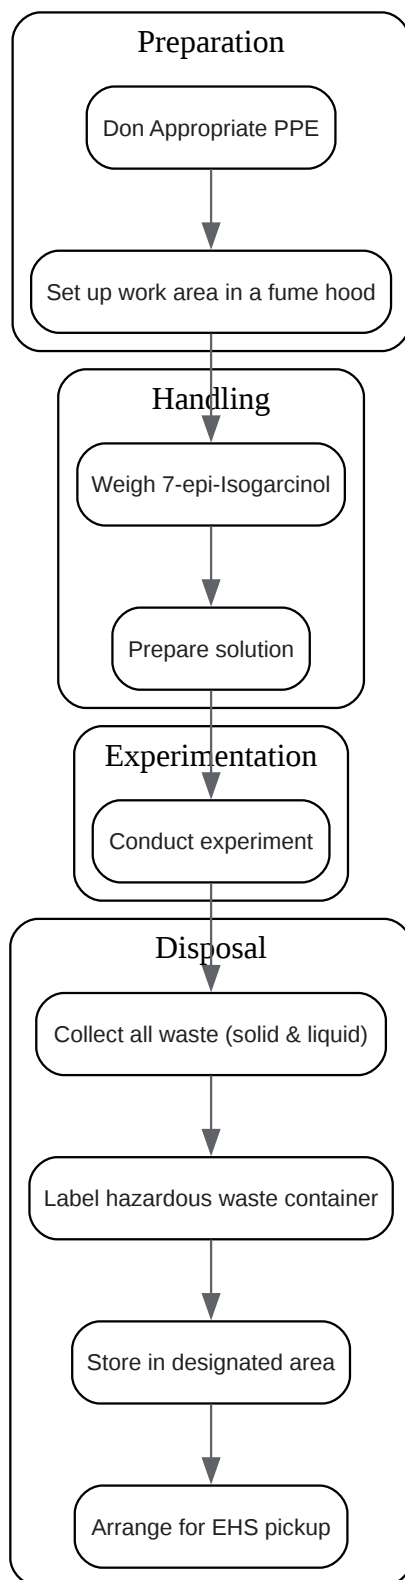 Preparation
Don Appropriate PPE
Set up work area in a fume hood
Handling
Weigh 7-epi-Isogarcinol
Prepare solution
Experimentation
Conduct experiment
Disposal
Collect all waste (solid & liquid)
Label hazardous waste container
Store in designated area
Arrange for EHS pickup